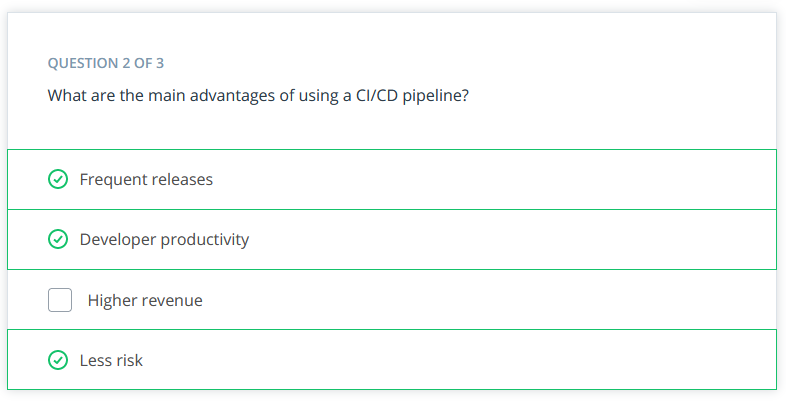 QUESTION 2 OF 3
What are the main advantages of using a CI/CD pipeline?
Frequent releases
Developer productivity
Higher revenue
Less risk